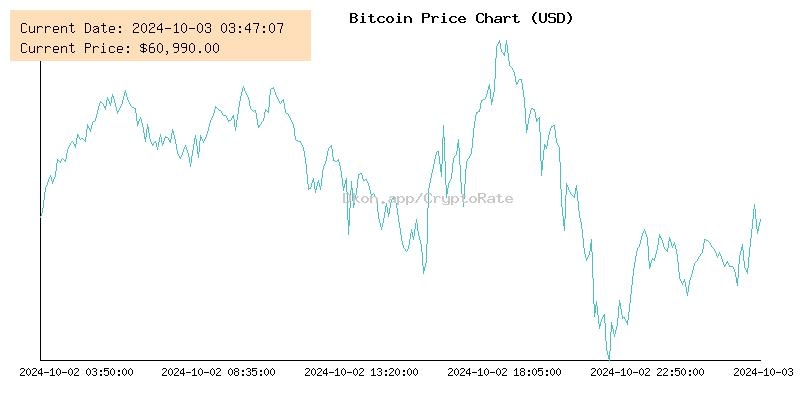 Bitcoin Price Chart (USD)
Current Date: 2024-10-03 03:47:07
Current Price: $60,990.00
Dkon.app/CryptoRate
2024-10-02 03:50:00 2024-10-02 08:35:00 2024-10-02 13:20:00 2024-10-02 18:05:00 2024-10-02 22:50:00 2024-10-03